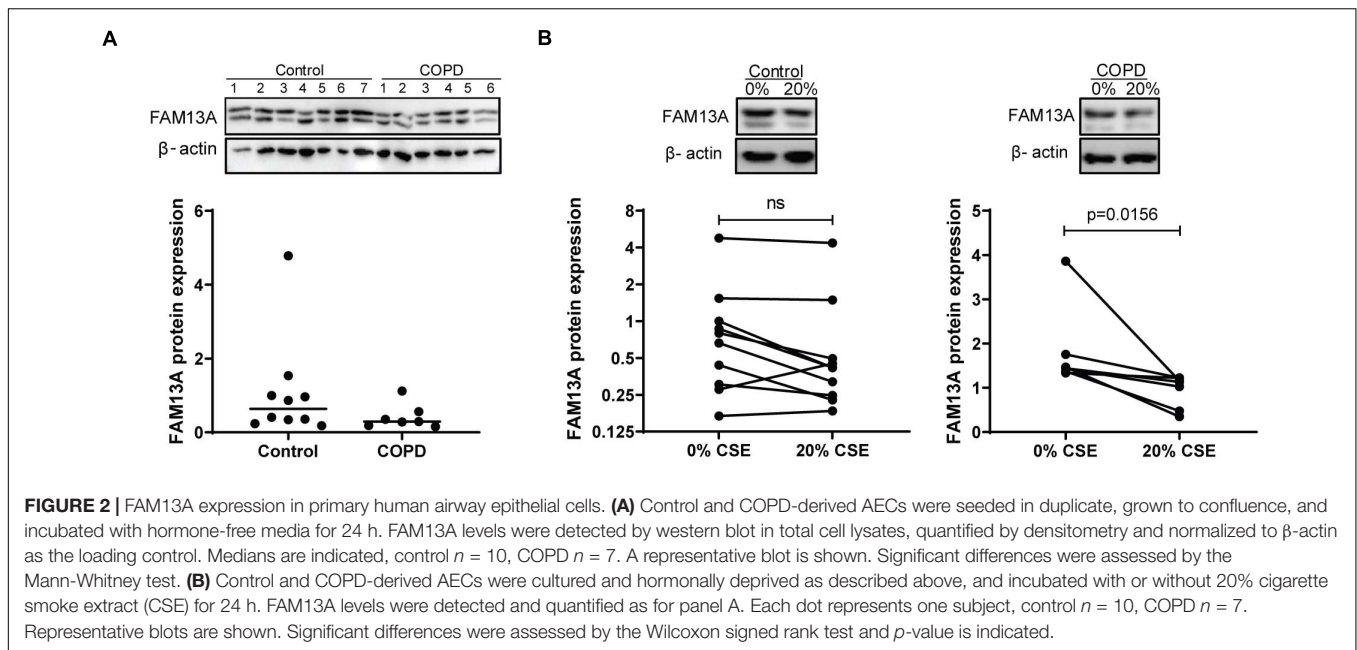 A
Control COPD
1 2 3 4 5 6 7 1 2 3 4 5 6
FAM13A
β- actin
FAM13A protein expression
6
4
2
0
Control COPD
B
Control
0% 20%
FAM13A
β- actin
FAM13A protein expression
8
4
2
1
0.5
0.25
0.125
ns
0% CSE 20% CSE
COPD
0% 20%
FAM13A
β- actin
FAM13A protein expression
5
4
3
2
1
0
p=0.0156
0% CSE 20% CSE
FIGURE 2 | FAM13A expression in primary human airway epithelial cells. (A) Control and COPD-derived AECs were seeded in duplicate, grown to confluence, and
incubated with hormone-free media for 24 h. FAM13A levels were detected by western blot in total cell lysates, quantified by densitometry and normalized to β-actin
as the loading control. Medians are indicated, control n = 10, COPD n = 7. A representative blot is shown. Significant differences were assessed by the
Mann-Whitney test. (B) Control and COPD-derived AECs were cultured and hormonally deprived as described above, and incubated with or without 20% cigarette
smoke extract (CSE) for 24 h. FAM13A levels were detected and quantified as for panel A. Each dot represents one subject, control n = 10, COPD n = 7.
Representative blots are shown. Significant differences were assessed by the Wilcoxon signed rank test and p-value is indicated.